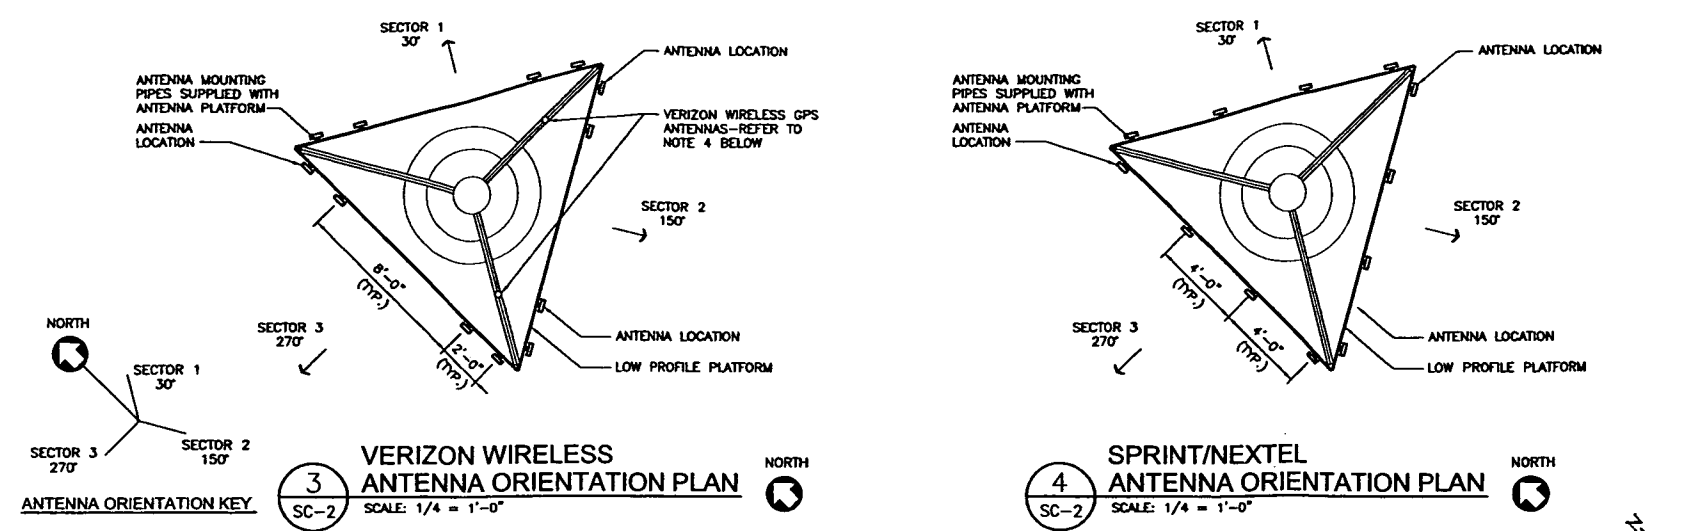 SECTOR 1
30°
ANTENNA LOCATION
ANTENNA MOUNTING
PIPES SUPPLIED WITH
ANTENNA PLATFORM
ANTENNA
LOCATION
VERIZON WIRELESS GPS
ANTENNAS-REFER TO
NOTE 4 BELOW
SECTOR 2
150°
8'-0"
(TYP.)
2'-0"
(TYP.)
SECTOR 3
270°
ANTENNA LOCATION
LOW PROFILE PLATFORM
NORTH
SECTOR 1
30°
SECTOR 2
150°
SECTOR 3
270°
ANTENNA ORIENTATION KEY
3
SC-2
VERIZON WIRELESS
ANTENNA ORIENTATION PLAN
SCALE: 1/4 = 1'-0"
NORTH
SECTOR 1
30°
ANTENNA LOCATION
ANTENNA MOUNTING
PIPES SUPPLIED WITH
ANTENNA PLATFORM
ANTENNA
LOCATION
SECTOR 2
150°
4'-0"
(TYP.)
4'-0"
(TYP.)
SECTOR 3
270°
ANTENNA LOCATION
LOW PROFILE PLATFORM
4
SC-2
SPRINT/NEXTEL
ANTENNA ORIENTATION PLAN
SCALE: 1/4 = 1'-0"
NORTH